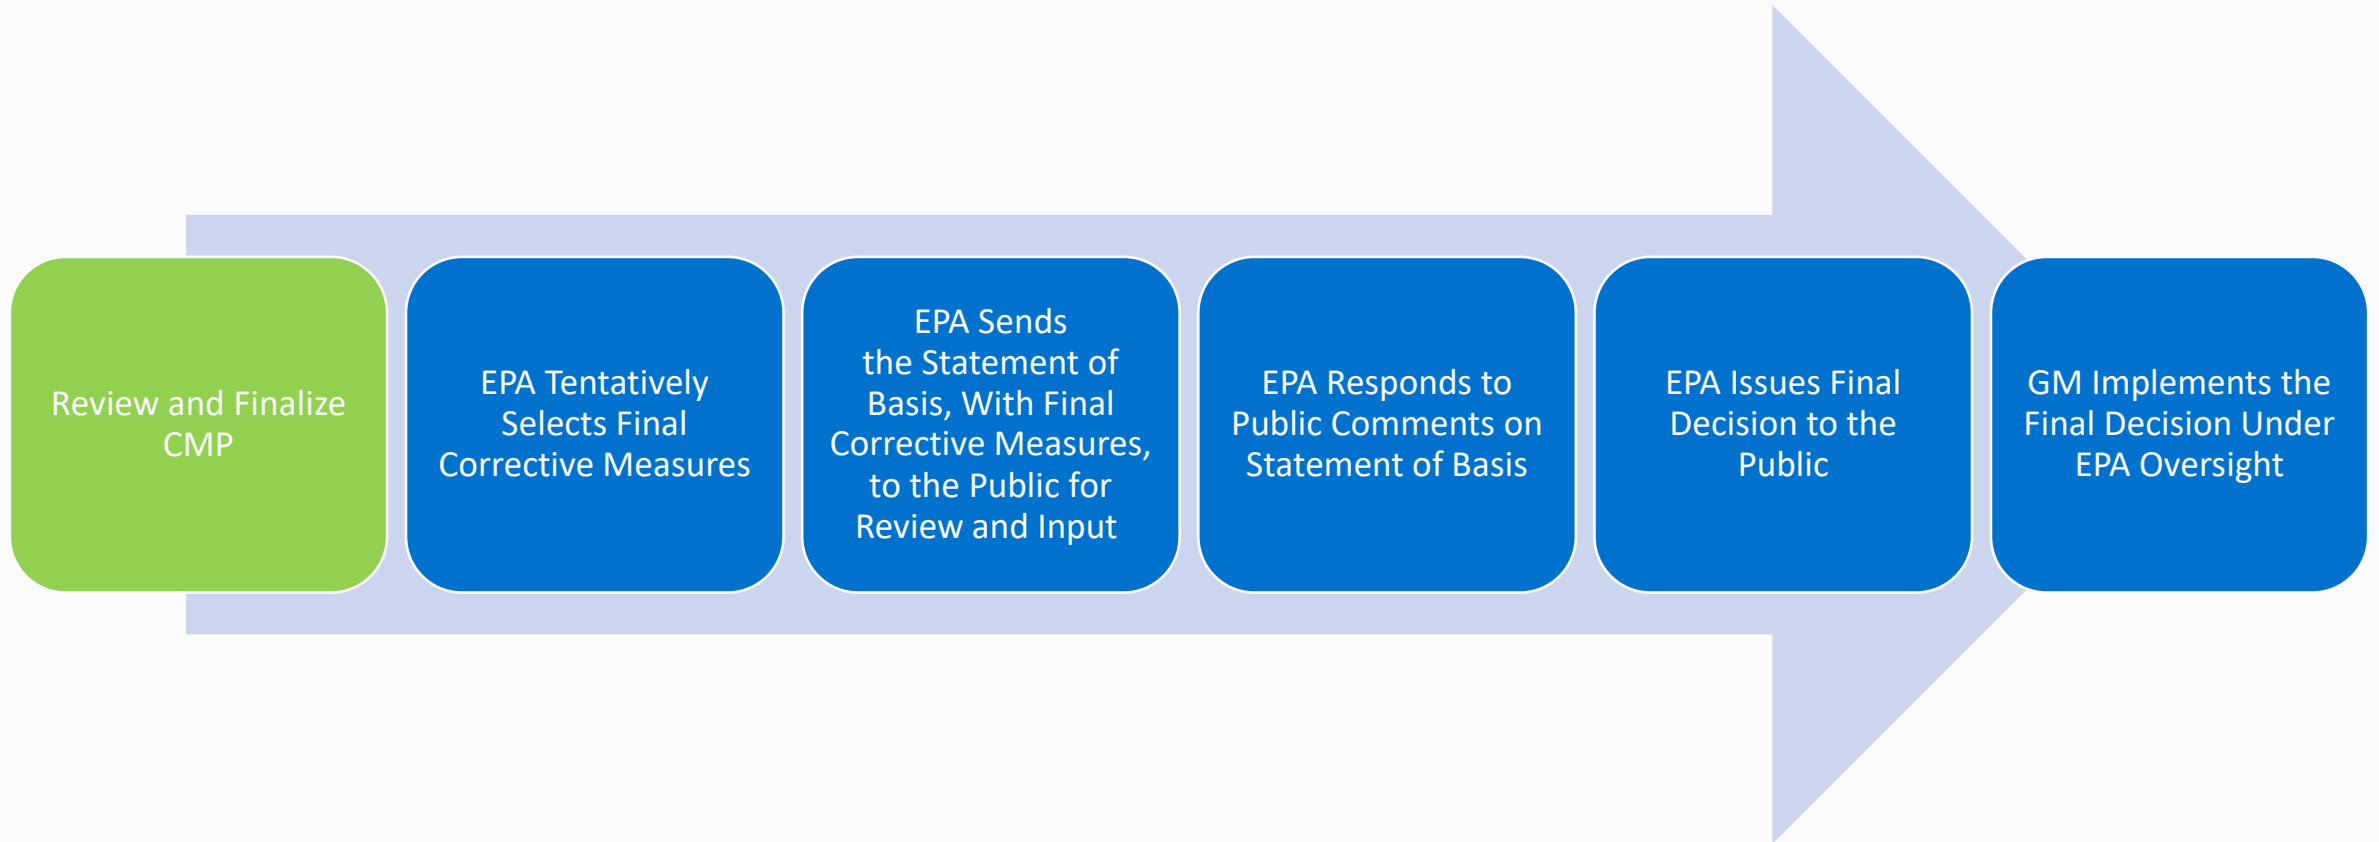 Review and Finalize
CMP
EPA Tentatively
Selects Final
Corrective Measures
EPA Sends
the Statement of
Basis, With Final
Corrective Measures,
to the Public for
Review and Input
EPA Responds to
Public Comments on
Statement of Basis
EPA Issues Final
Decision to the
Public
GM Implements the
Final Decision Under
EPA Oversight